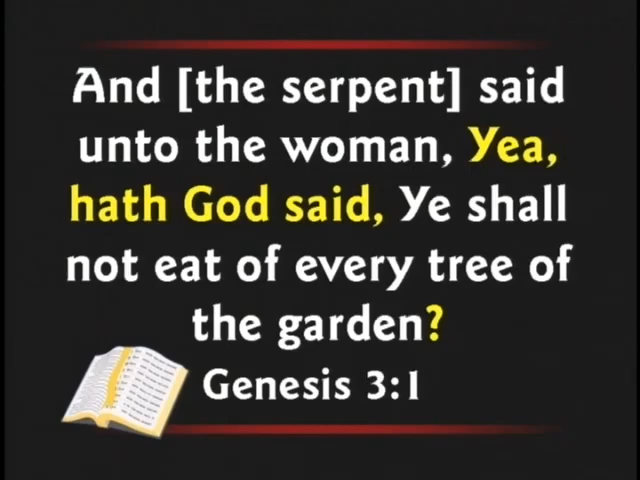 And [the serpent] said
unto the woman, Yea,
hath God said, Ye shall
not eat of every tree of
the garden?
Genesis 3:1